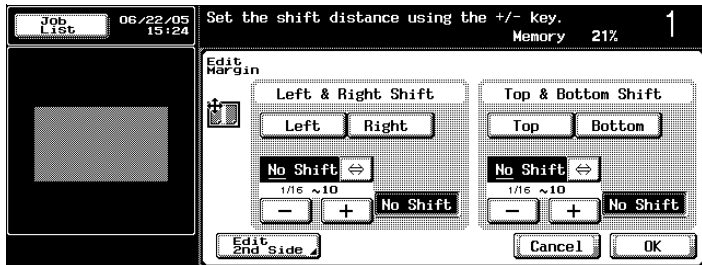 Job
List
06/22/05
15:24
Set the shift distance using the +/- key.
Memory 21%
1
Edit
Margin
Left & Right Shift
Top & Bottom Shift
Left Right
Top Bottom
No Shift ⇔
No Shift ⇔
1/16 ~10
1/16 ~10
− + No Shift
− + No Shift
Edit
2nd Side
Cancel OK